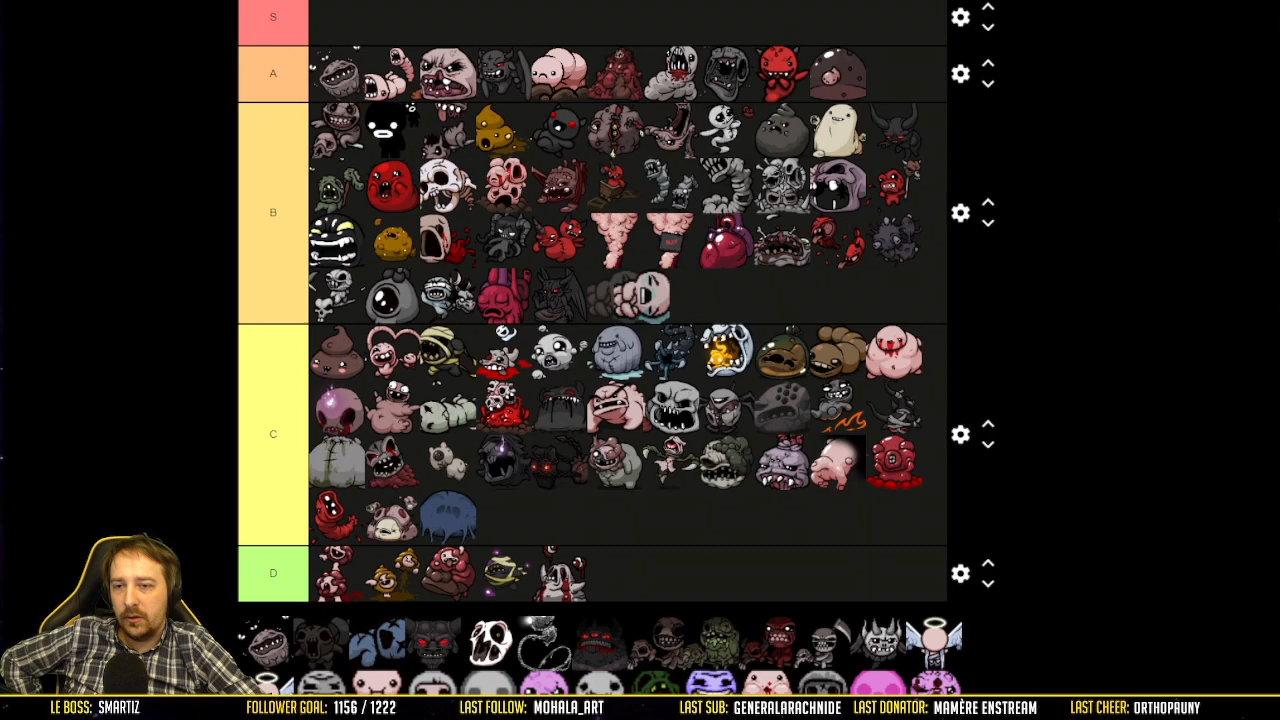 S
A
B
C
D
LE BOSS: SMARTIZ
FOLLOWER GOAL: 1156 / 1222
LAST FOLLOW: MOHALA_ART
LAST SUB: GENERALARACHNIDE
LAST DONATOR: MAMÈRE ENSTREAM
LAST CHEER: ORTHOPAUNY